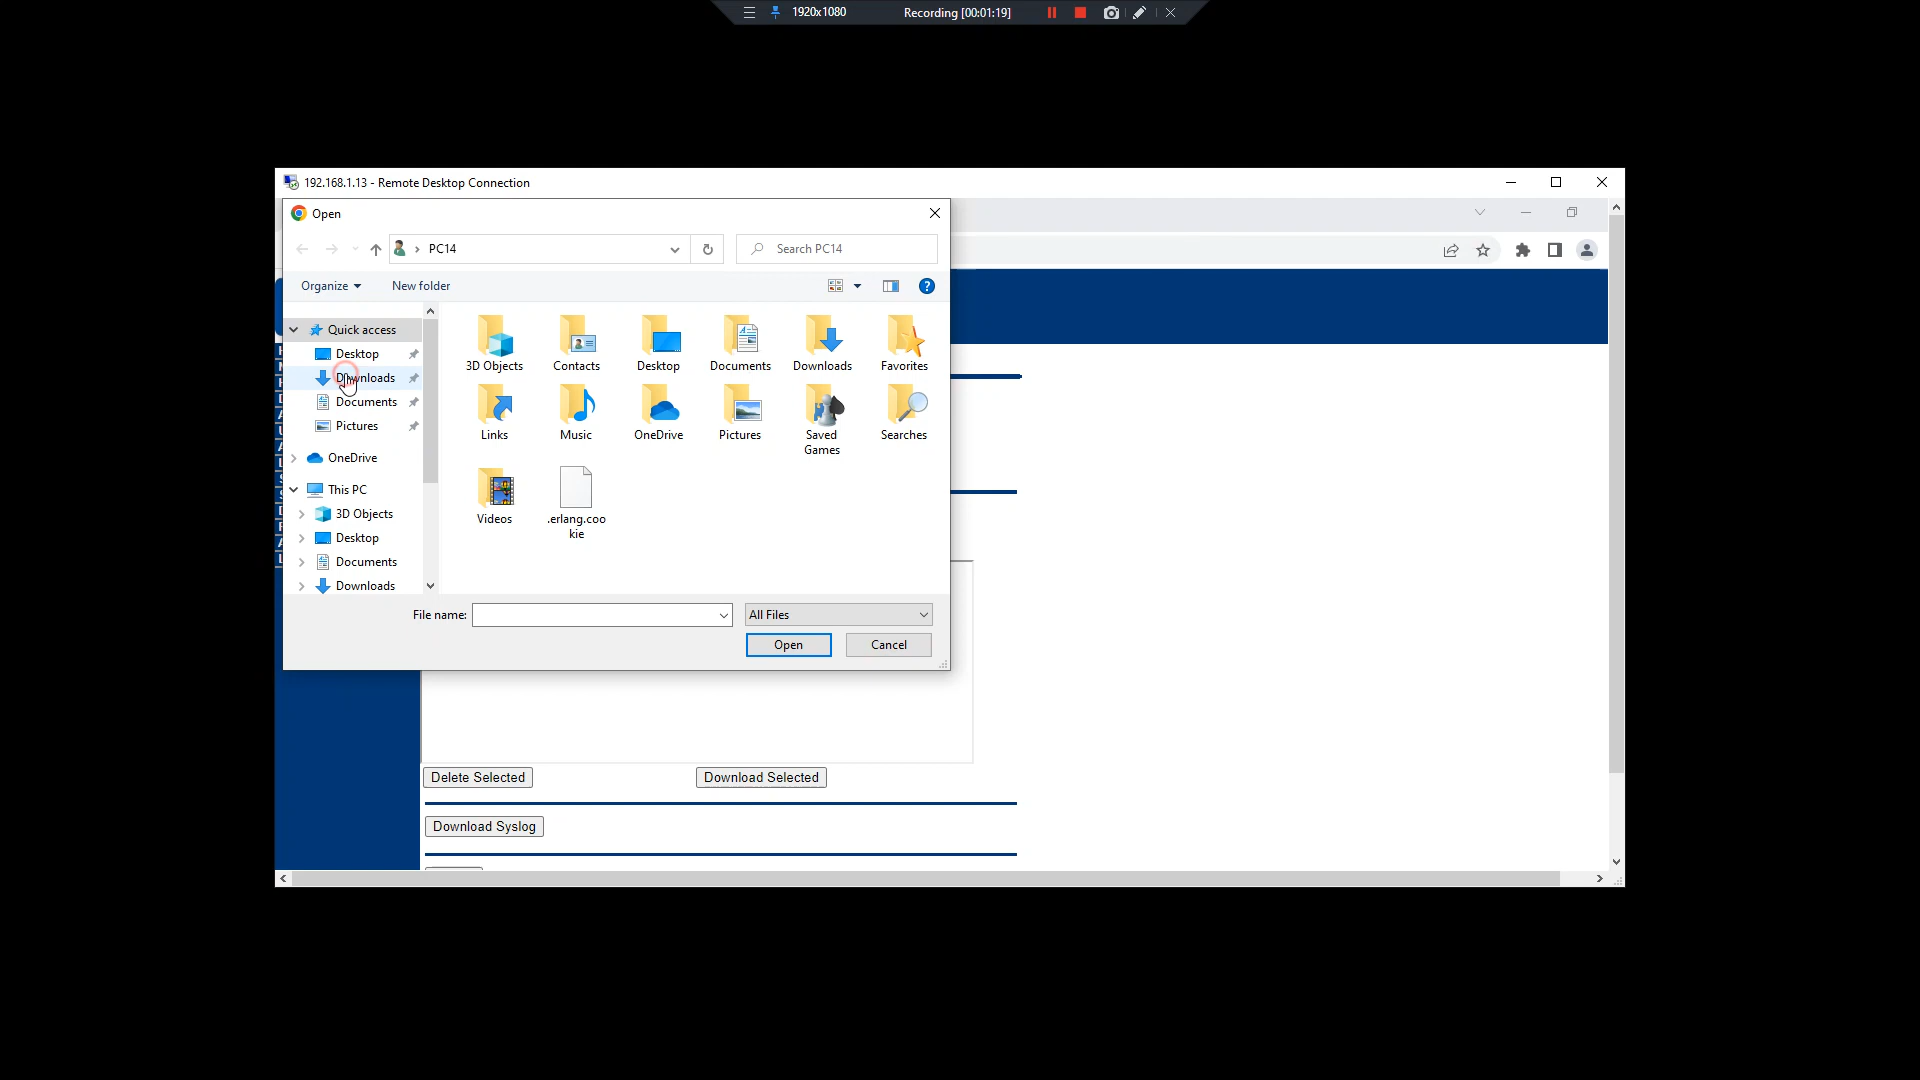 1920x1080
Recording [00:01:19]
192.168.1.13 - Remote Desktop Connection
Open
PC14
Search PC14
Organize
New folder
Quick access
Desktop
Downloads
Documents
Pictures
OneDrive
This PC
3D Objects
Desktop
Documents
Downloads
3D Objects
Contacts
Desktop
Documents
Downloads
Favorites
Links
Music
OneDrive
Pictures
Saved
Games
Searches
Videos
.erlang.coo
kie
File name:
All Files
Open
Cancel
Delete Selected
Download Selected
Download Syslog